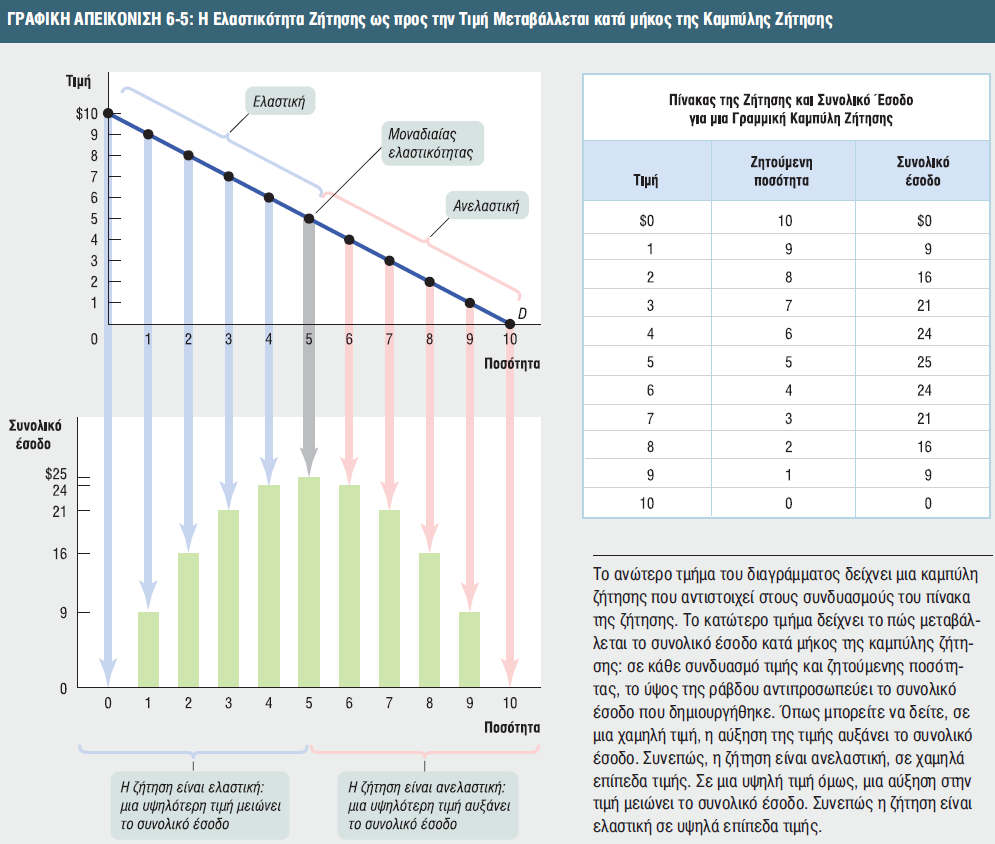 ΓΡΑΦΙΚΗ ΑΠΕΙΚΟΝΙΣΗ 6-5: Η Ελαστικότητα Ζήτησης ως προς την Τιμή Μεταβάλλεται κατά μήκος της Καμπύλης Ζήτησης
Τιμή
$10
9
8
7
6
5
4
3
2
1
0
1 2 3 4 5 6 7 8 9 10
Ποσότητα
Ελαστική
Μοναδιαίας
ελαστικότητας
Ανελαστική
D
Συνολικό
έσοδο
$25
24
21
16
9
0
0 1 2 3 4 5 6 7 8 9 10
Ποσότητα
Η ζήτηση είναι ελαστική:
μια υψηλότερη τιμή μειώνει
το συνολικό έσοδο
Η ζήτηση είναι ανελαστική:
μια υψηλότερη τιμή αυξάνει
το συνολικό έσοδο
Πίνακας της Ζήτησης και Συνολικό Έσοδο
για μια Γραμμική Καμπύλη Ζήτησης
Τιμή Ζητούμενη ποσότητα Συνολικό έσοδο
$0 10 $0
1 9 9
2 8 16
3 7 21
4 6 24
5 5 25
6 4 24
7 3 21
8 2 16
9 1 9
10 0 0
Το ανώτερο τμήμα του διαγράμματος δείχνει μια καμπύλη
ζήτησης που αντιστοιχεί στους συνδυασμούς του πίνακα
της ζήτησης. Το κατώτερο τμήμα δείχνει το πώς μεταβάλ-
λεται το συνολικό έσοδο κατά μήκος της καμπύλης ζήτη-
σης: σε κάθε συνδυασμό τιμής και ζητούμενης ποσότη-
τας, το ύψος της ράβδου αντιπροσωπεύει το συνολικό
έσοδο που δημιουργήθηκε. Όπως μπορείτε να δείτε, σε
μια χαμηλή τιμή, η αύξηση της τιμής αυξάνει το συνολικό
έσοδο. Συνεπώς, η ζήτηση είναι ανελαστική, σε χαμηλά
επίπεδα τιμής. Σε μια υψηλή τιμή όμως, μια αύξηση στην
τιμή μειώνει το συνολικό έσοδο. Συνεπώς η ζήτηση είναι
ελαστική σε υψηλά επίπεδα τιμής.